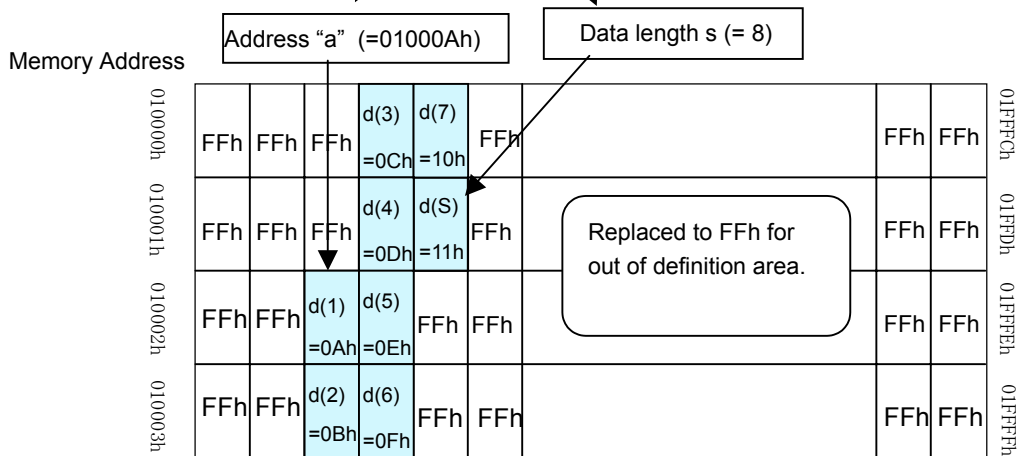 Address "a" (=01000Ah)
Data length s (= 8)
Memory Address
010000h
FFh FFh FFh d(3) =0Ch d(7) =10h FFh FFh FFh
01FFFCh
010001h
FFh FFh FFh d(4) =0Dh d(S) =11h FFh FFh FFh
01FFDh
Replaced to FFh for
out of definition area.
010002h
FFh FFh d(1) =0Ah d(5) =0Eh FFh FFh FFh FFh
01FFFEh
010003h
FFh FFh d(2) =0Bh d(6) =0Fh FFh FFh FFh FFh
01FFFFh